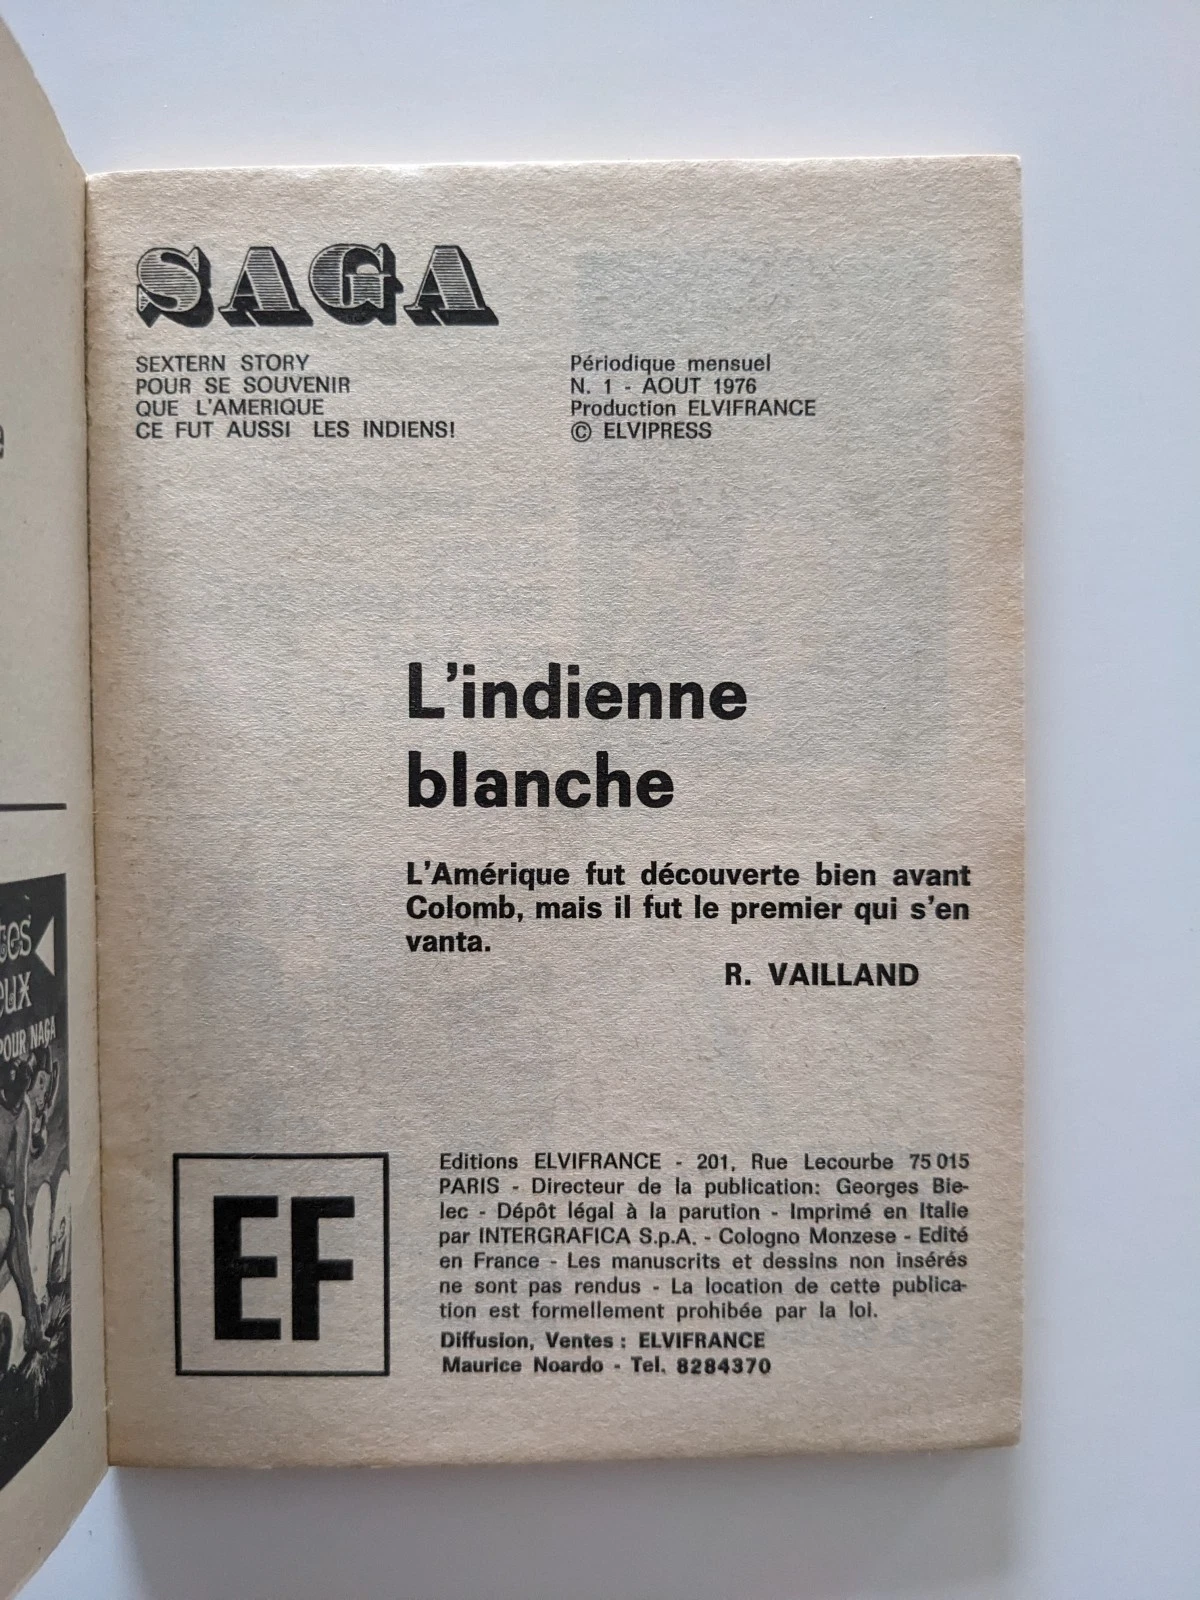 SAGA
SEXTERN STORY
POUR SE SOUVENIR
QUE L'AMERIQUE
CE FUT AUSSI LES INDIENS!
Périodique mensuel
N. 1 - AOUT 1976
Production ELVIFRANCE
© ELVIPRESS
L'indienne
blanche
L'Amérique fut découverte bien avant
Colomb, mais il fut le premier qui s'en
vanta.
R. VAILLAND
EF
Editions ELVIFRANCE - 201, Rue Lecourbe 75 015
PARIS - Directeur de la publication: Georges Bie-
lec - Dépôt légal à la parution - Imprimé en Italie
par INTERGRAFICA S.p.A. - Cologno Monzese - Edité
en France - Les manuscrits et dessins non insérés
ne sont pas rendus - La location de cette publica-
tion est formellement prohibée par la loi.
Diffusion, Ventes : ELVIFRANCE
Maurice Noardo - Tel. 8284370
POUR NAGA